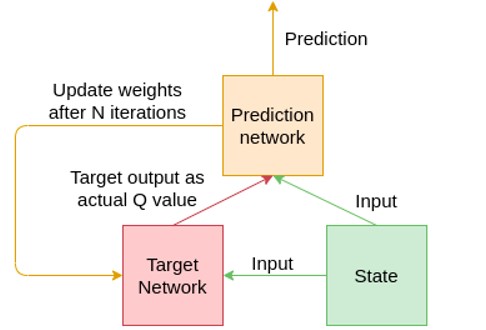 Prediction
Update weights
after N iterations
Prediction
network
Target output as
actual Q value
Input
Target
Network
Input
State